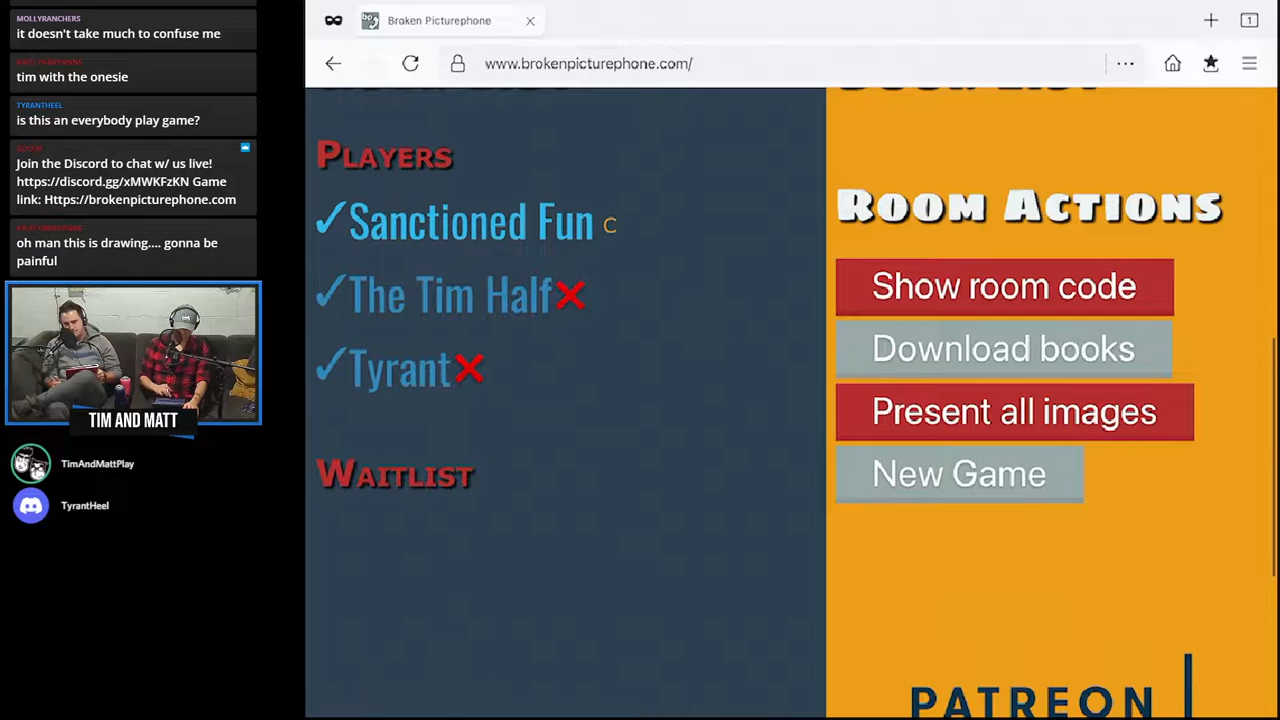 MOLLYRANCHERS
it doesn't take much to confuse me
tim with the onesie
TYRANTHEEL
is this an everybody play game?
Join the Discord to chat w/ us live!
https://discord.gg/xMWKFzKN Game
link: Https://brokenpicturephone.com
oh man this is drawing.... gonna be
painful
TIM AND MATT
TimAndMattPlay
TyrantHeel
Broken Picturephone
1
www.brokenpicturephone.com/
PLAYERS
✓Sanctioned Fun C
✓The Tim Half
✓Tyrant
WAITLIST
Room Actions
Show room code
Download books
Present all images
New Game
PATREON